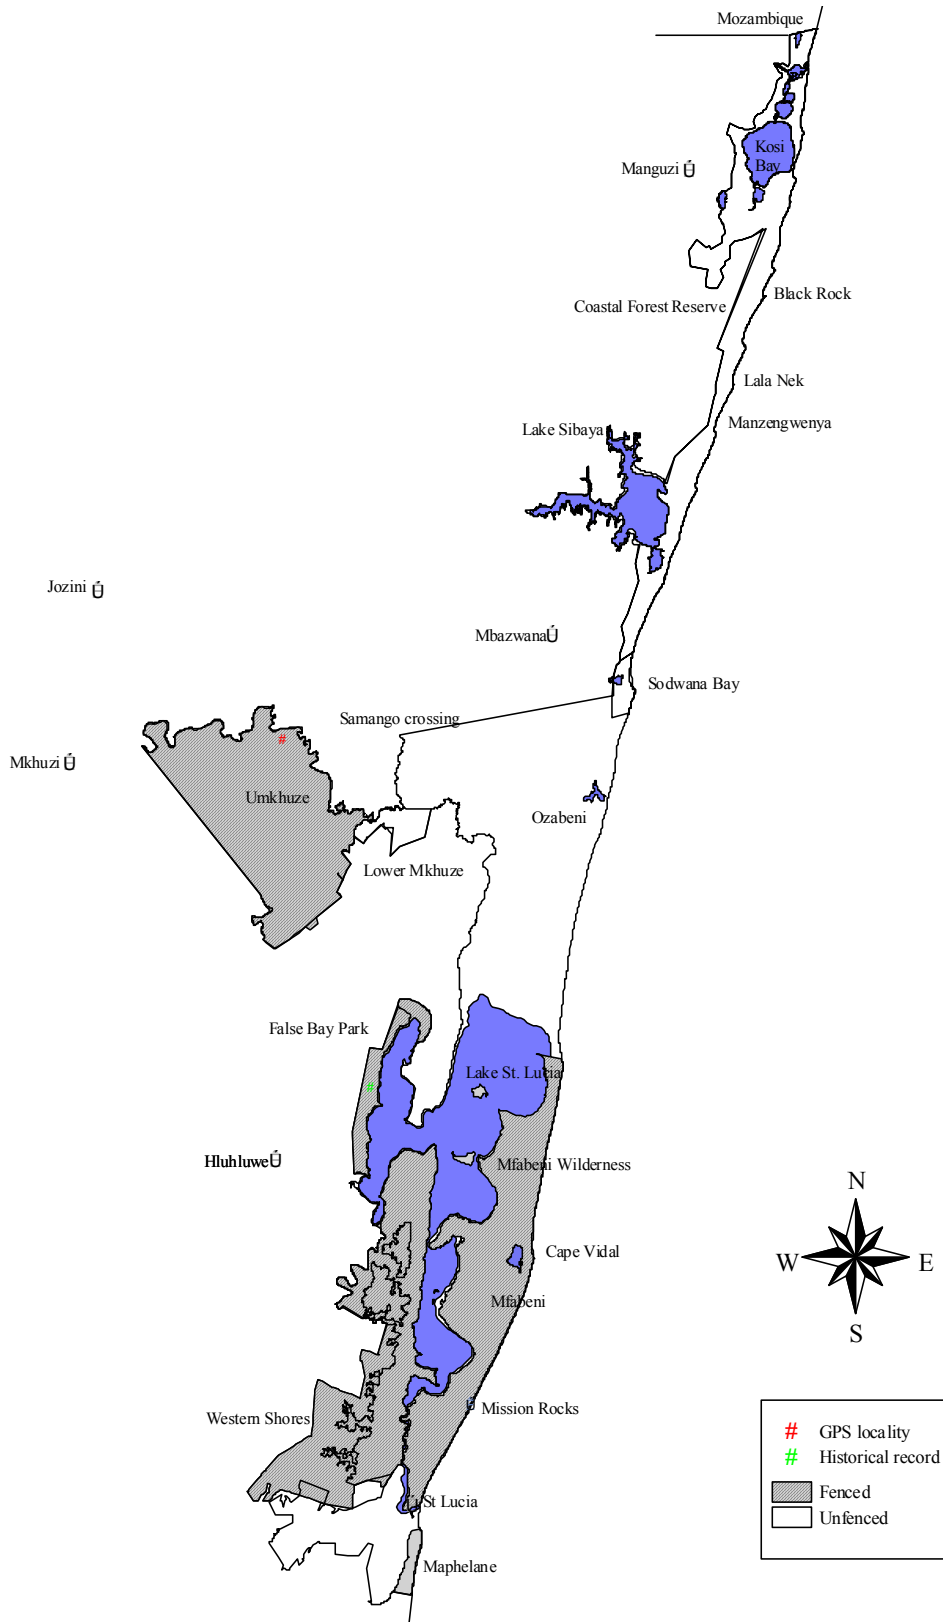 Mozambique
Kosi
Bay
Manguzi
Coastal Forest Reserve
Black Rock
Lala Nek
Manzengwenya
Lake Sibaya
Jozini
Mbazwana
Sodwana Bay
Samango crossing
Mkhuzi
#
Umkhuze
Ozabeni
Lower Mkhuze
False Bay Park
Lake St. Lucia
#
Hluhluwe
Mfabeni Wilderness
N
Cape Vidal
W
E
Mfabeni
S
Mission Rocks
Western Shores
# GPS locality
# Historical record
Fenced
Unfenced
St Lucia
Maphelane